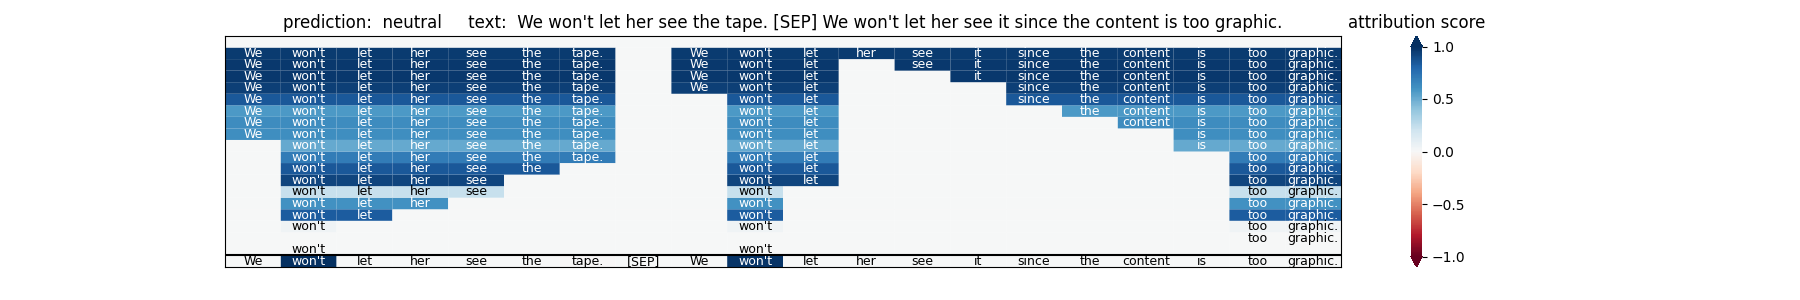 prediction: neutral text: We won't let her see the tape. [SEP] We won't let her see it since the content is too graphic.
attribution score
We won't let her see the tape. We won't let her see it since the content is too graphic.
We won't let her see the tape. We won't let see it since the content is too graphic.
We won't let her see the tape. We won't let it since the content is too graphic.
We won't let her see the tape. We won't let since the content is too graphic.
We won't let her see the tape. won't let since the content is too graphic.
We won't let her see the tape. won't let the content is too graphic.
We won't let her see the tape. won't let content is too graphic.
We won't let her see the tape. won't let is too graphic.
won't let her see the tape. won't let is too graphic.
won't let her see the tape. won't let too graphic.
won't let her see the won't let too graphic.
won't let her see won't let too graphic.
won't let her see won't too graphic.
won't let her won't too graphic.
won't let won't too graphic.
won't won't too graphic.
too graphic.
won't won't
We won't let her see the tape. [SEP] We won't let her see it since the content is too graphic.
1.0
0.5
0.0
−0.5
−1.0